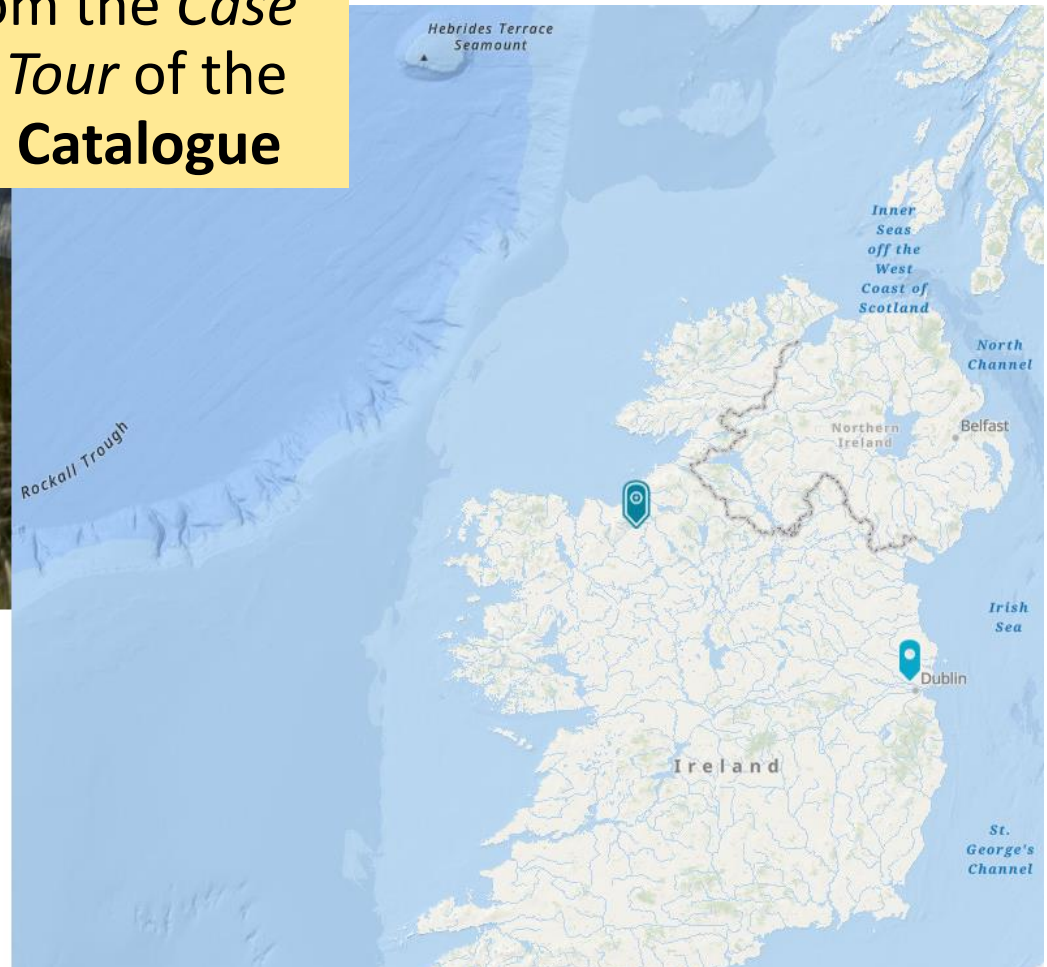 om the Case
Tour of the
Catalogue
Hebrides Terrace
Seamount
Inner
Seas
off the
West
Coast of
Scotland
North
Channel
Rockall Trough
Northern
Ireland
Belfast
Irish
Sea
Dublin
Ireland
St.
George's
Channel